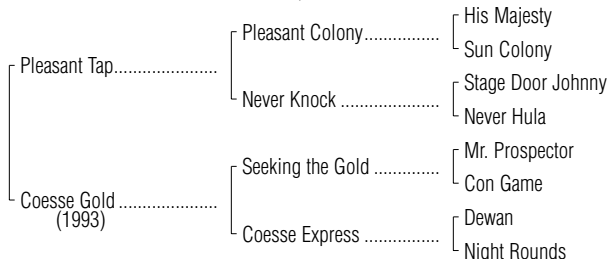 His Majesty
Pleasant Colony................
Sun Colony
Pleasant Tap......................
Stage Door Johnny
Never Knock .....................
Never Hula
Mr. Prospector
Seeking the Gold ..............
Con Game
Coesse Gold .....................
(1993)
Dewan
Coesse Express ................
Night Rounds